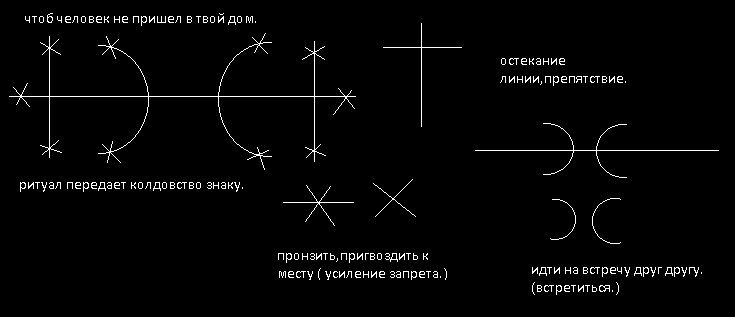 чтоб человек не пришел в твой дом.
остекание
линии,препятствие.
ритуал передает колдовство знаку.
пронзить,пригвоздить к
месту ( усиление запрета.)
идти на встречу друг другу.
(встретиться.)